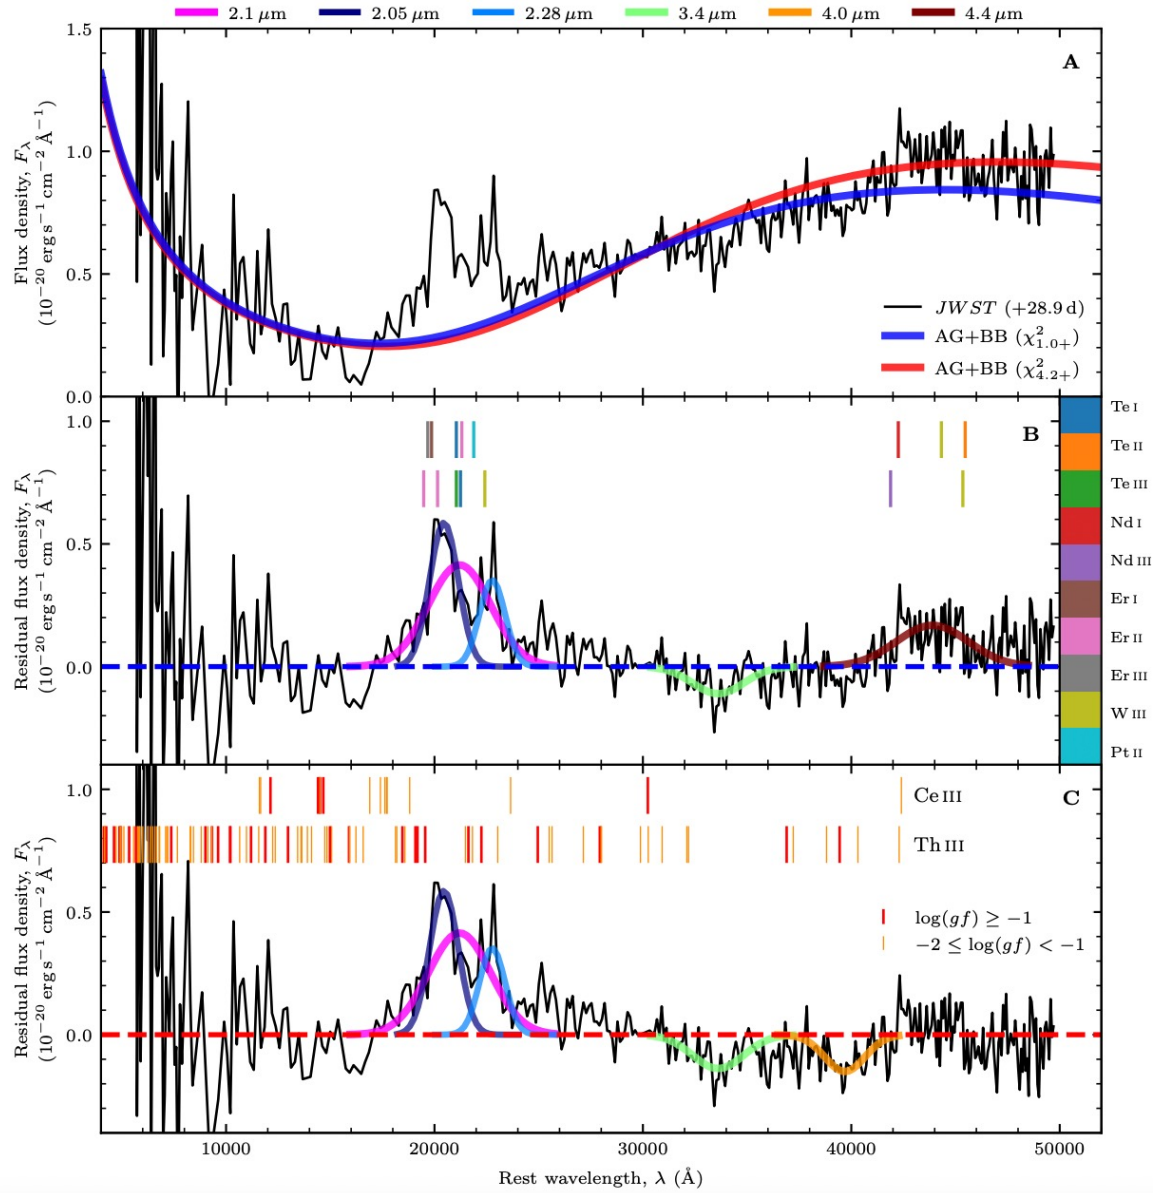 2.1 μm 2.05 μm 2.28 μm 3.4 μm 4.0 μm 4.4 μm
A
1.5
1.0
0.5
0.0
Flux density, Fλ
(10⁻²⁰ erg s⁻¹ cm⁻² Å⁻¹)
JWST (+28.9 d)
AG+BB (χ²₁.₀₊)
AG+BB (χ²₄.₂₊)
B
1.0
0.5
0.0
Residual flux density, Fλ
(10⁻²⁰ erg s⁻¹ cm⁻² Å⁻¹)
Te I
Te II
Te III
Nd I
Nd III
Er I
Er II
Er III
W III
Pt II
C
Ce III
Th III
1.0
0.5
0.0
Residual flux density, Fλ
(10⁻²⁰ erg s⁻¹ cm⁻² Å⁻¹)
log(gf) ≥ −1
−2 ≤ log(gf) < −1
10000 20000 30000 40000 50000
Rest wavelength, λ (Å)